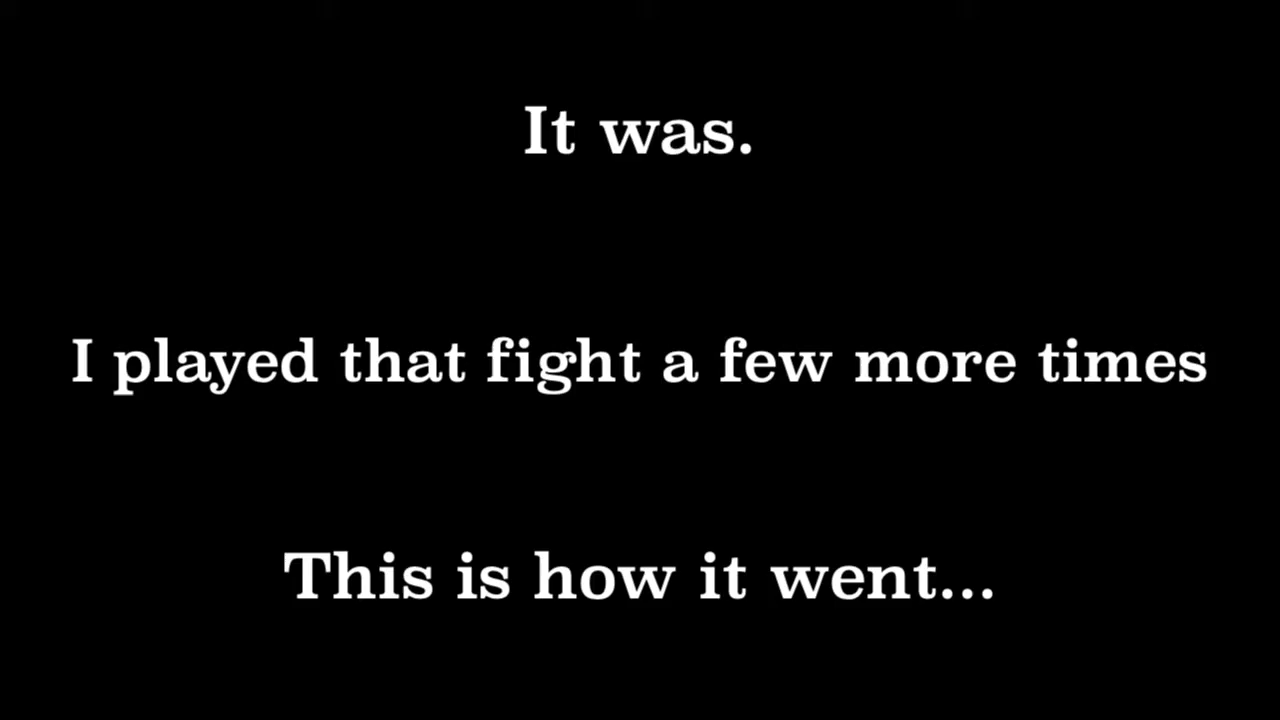 It was.
I played that fight a few more times
This is how it went...